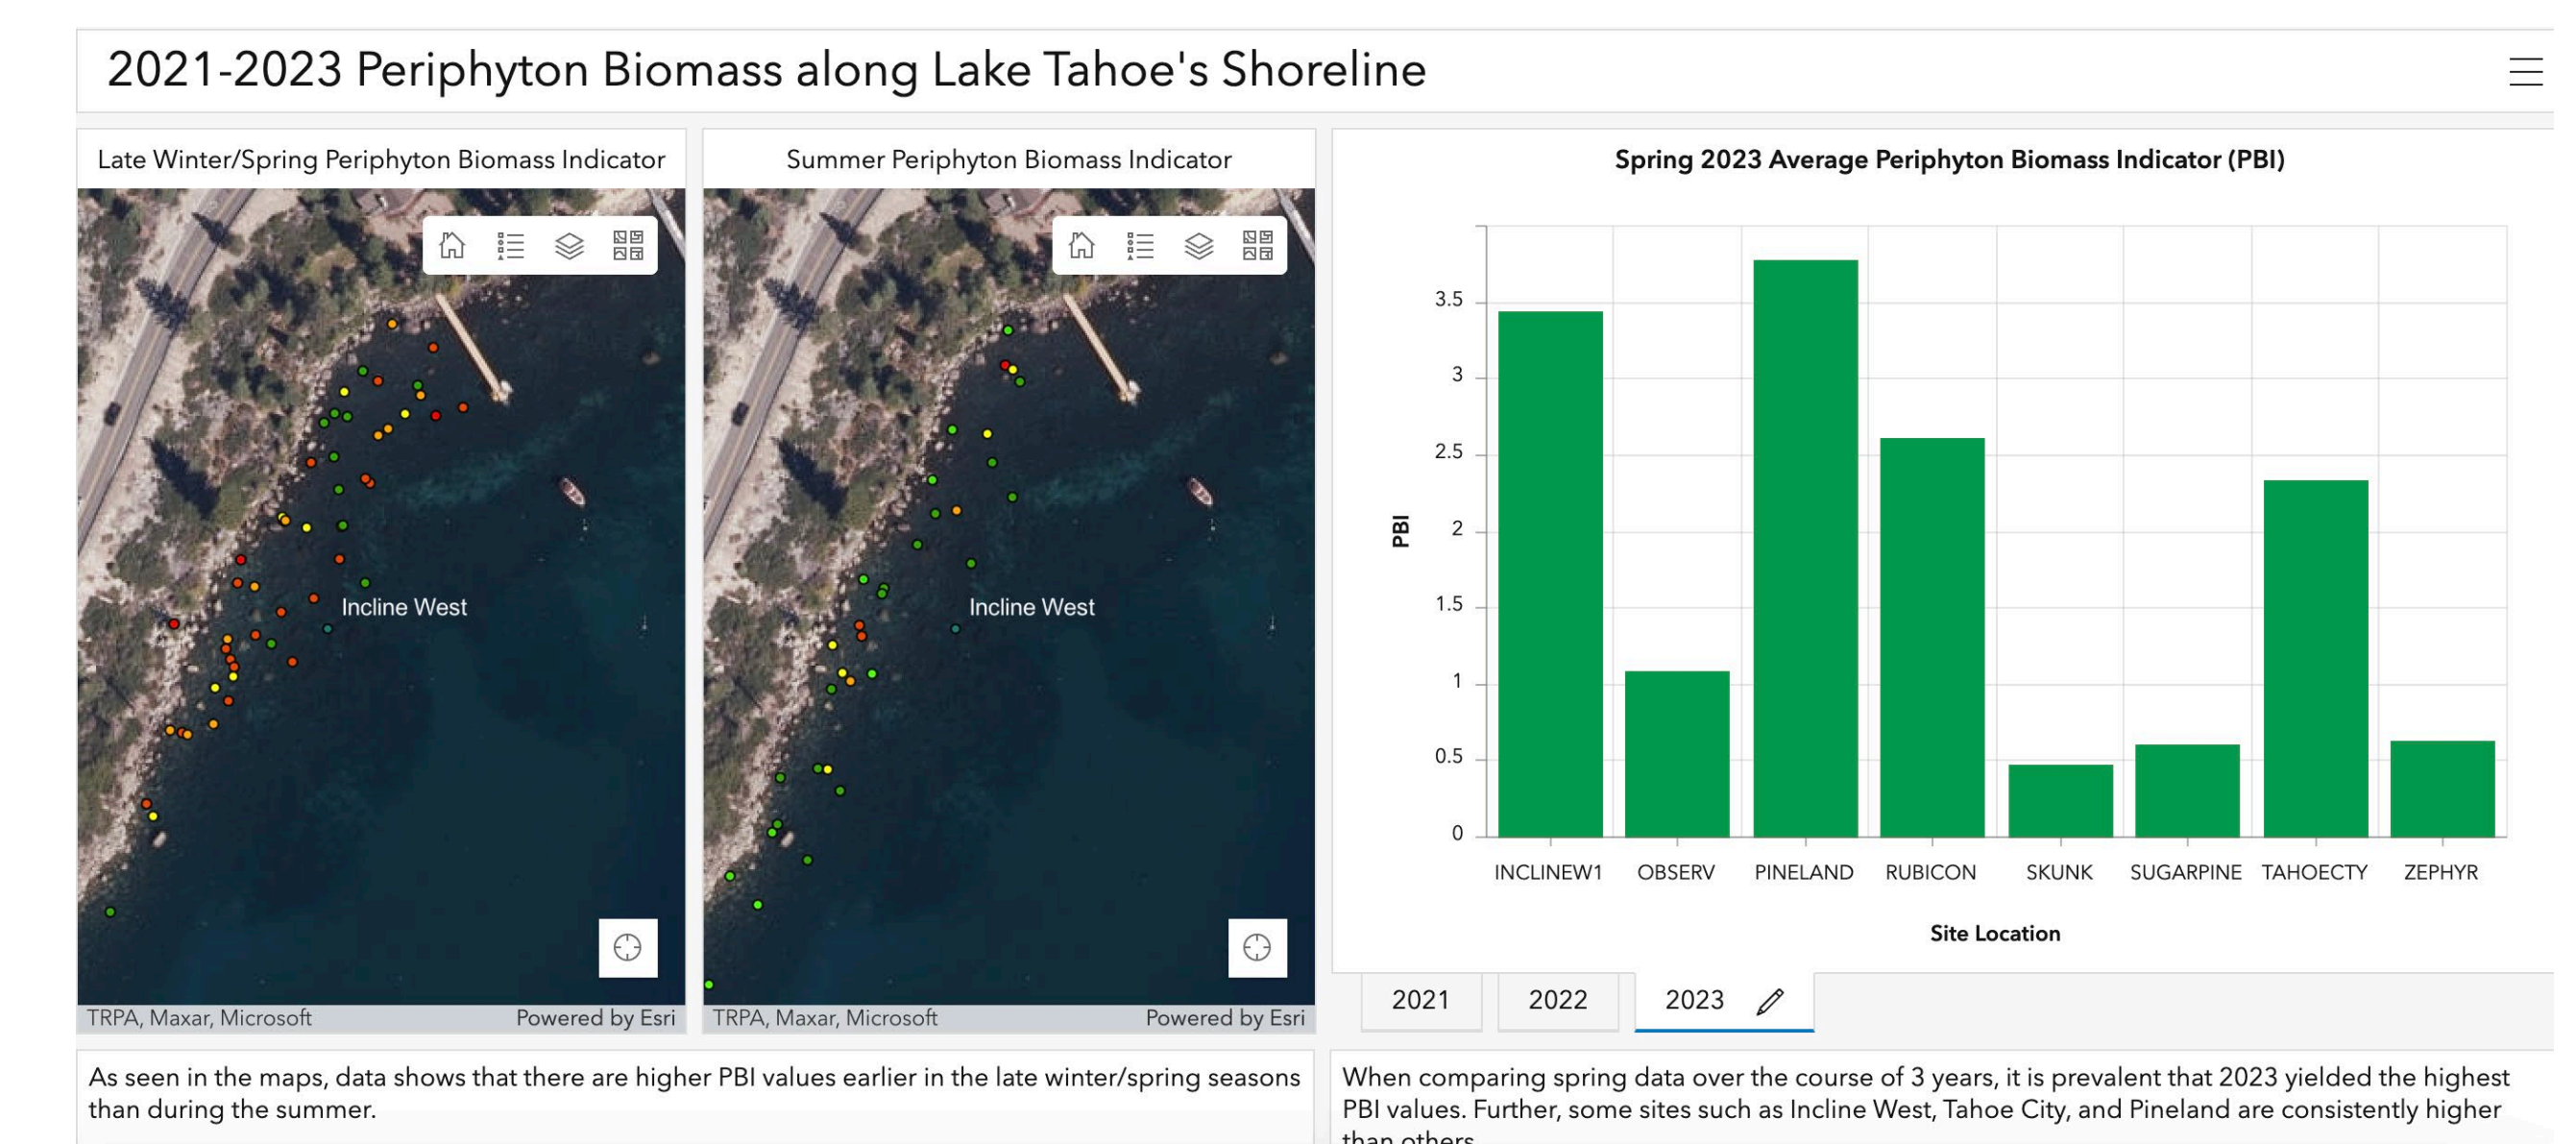 2021-2023 Periphyton Biomass along Lake Tahoe's Shoreline
Late Winter/Spring Periphyton Biomass Indicator
Incline West
TRPA, Maxar, Microsoft
Powered by Esri
Summer Periphyton Biomass Indicator
Incline West
TRPA, Maxar, Microsoft
Powered by Esri
Spring 2023 Average Periphyton Biomass Indicator (PBI)
PBI
3.5
3
2.5
2
1.5
1
0.5
0
INCLINEW1 OBSERV PINELAND RUBICON SKUNK SUGARPINE TAHOECTY ZEPHYR
Site Location
2021 2022 2023
As seen in the maps, data shows that there are higher PBI values earlier in the late winter/spring seasons
than during the summer.
When comparing spring data over the course of 3 years, it is prevalent that 2023 yielded the highest
PBI values. Further, some sites such as Incline West, Tahoe City, and Pineland are consistently higher
than others